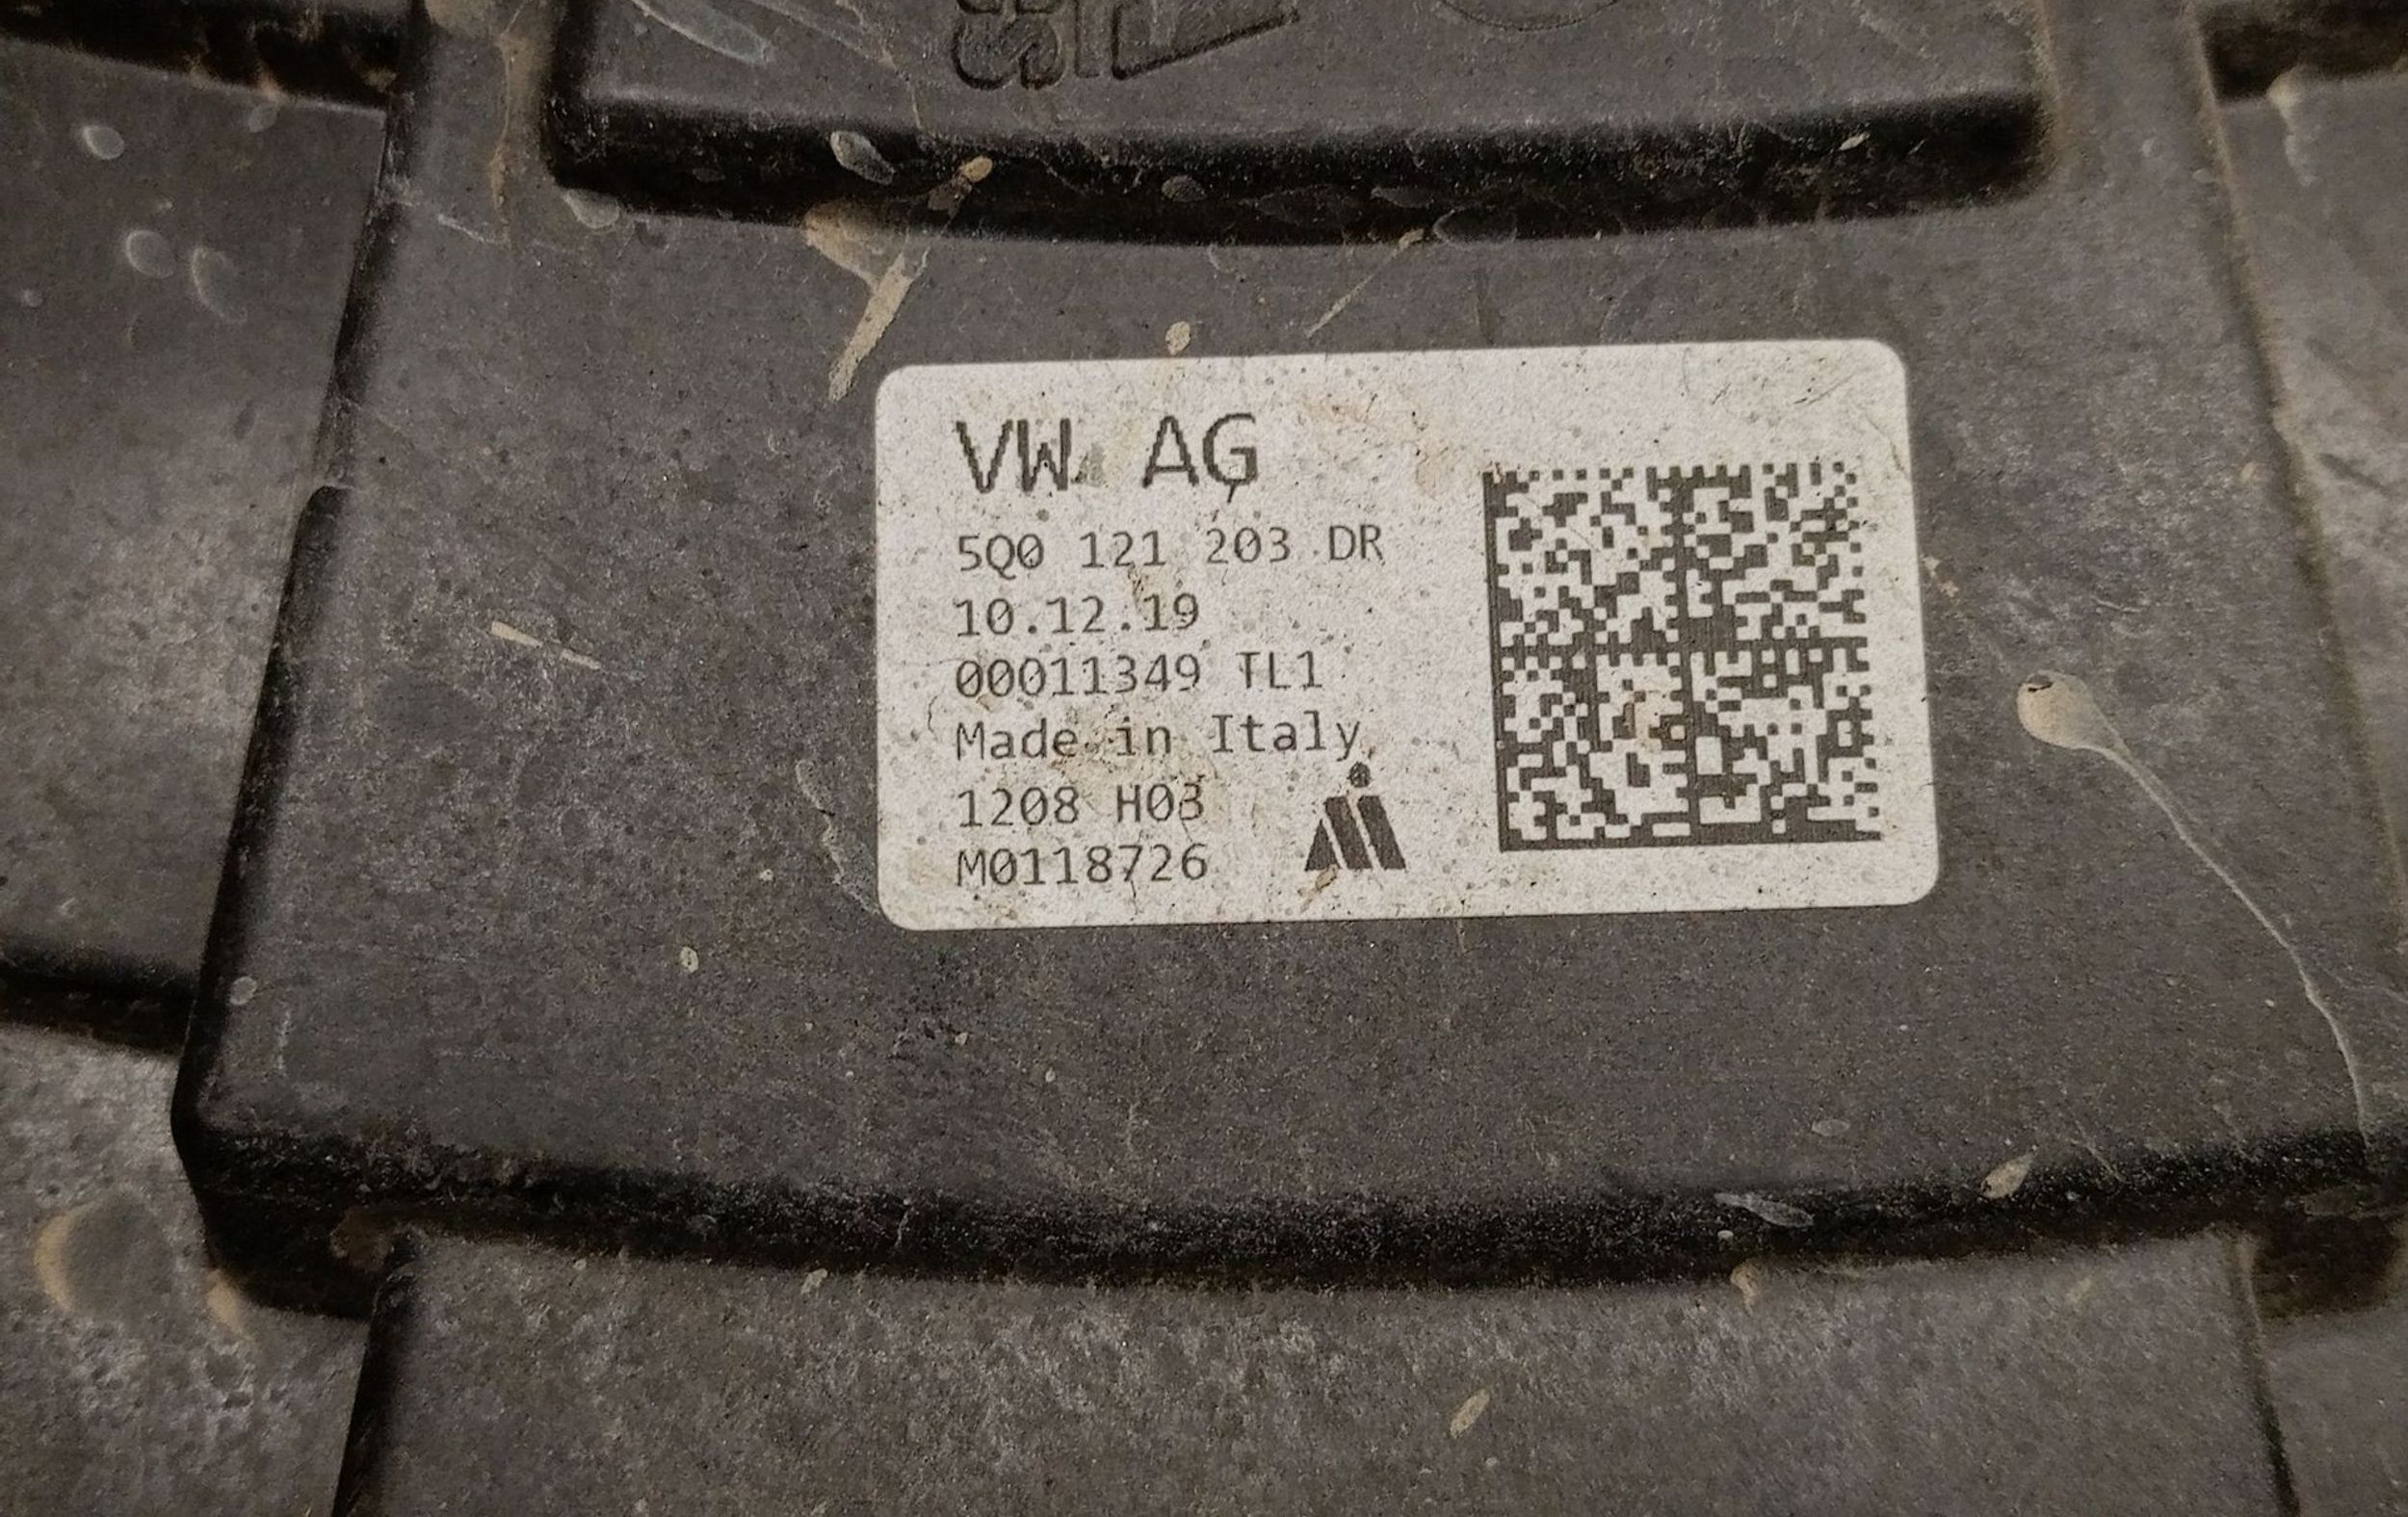 VW AG
5Q0 121 203 DR
10.12.19
00011349 TL1
Made in Italy
1208 H03
M0118726